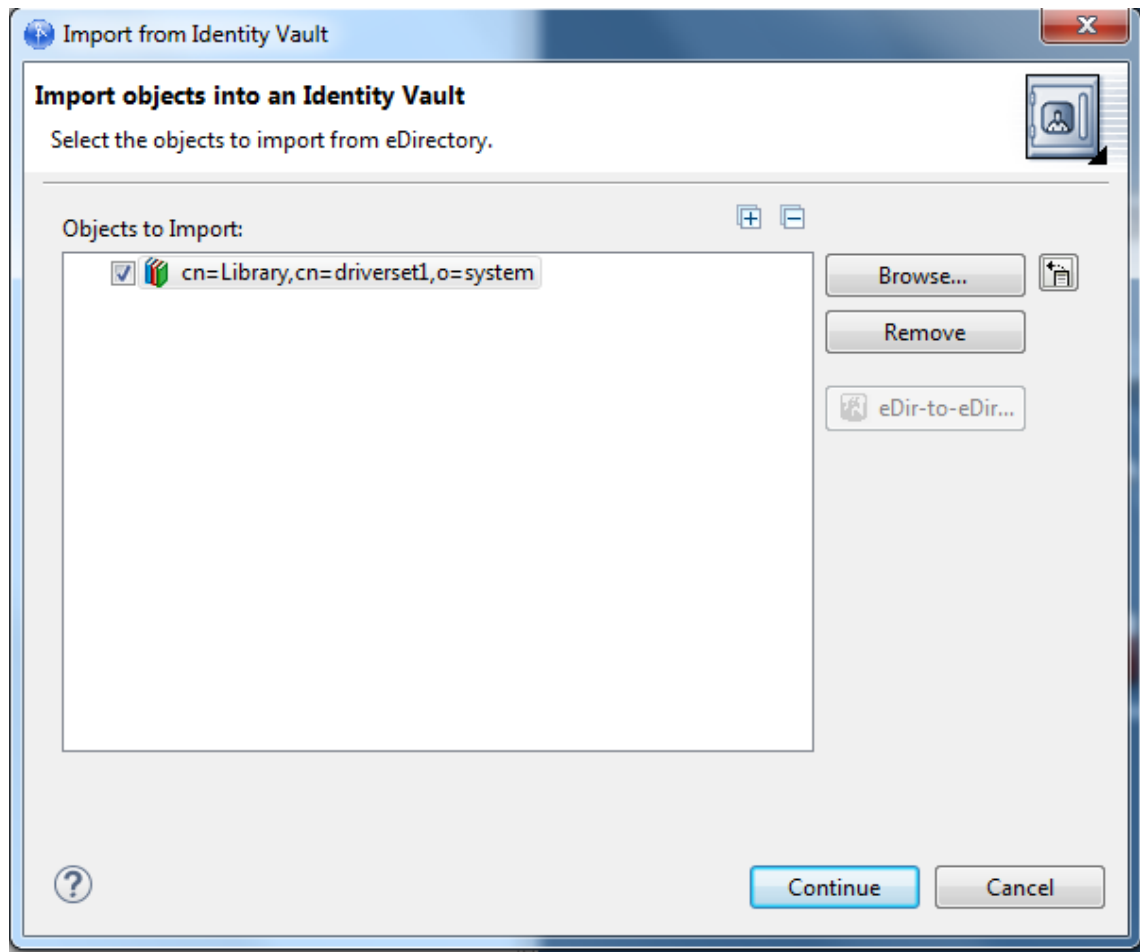 Import from Identity Vault
Import objects into an Identity Vault
Select the objects to import from eDirectory.
Objects to Import:
cn=Library,cn=driverset1,o=system
Browse...
Remove
eDir-to-eDir...
Continue
Cancel